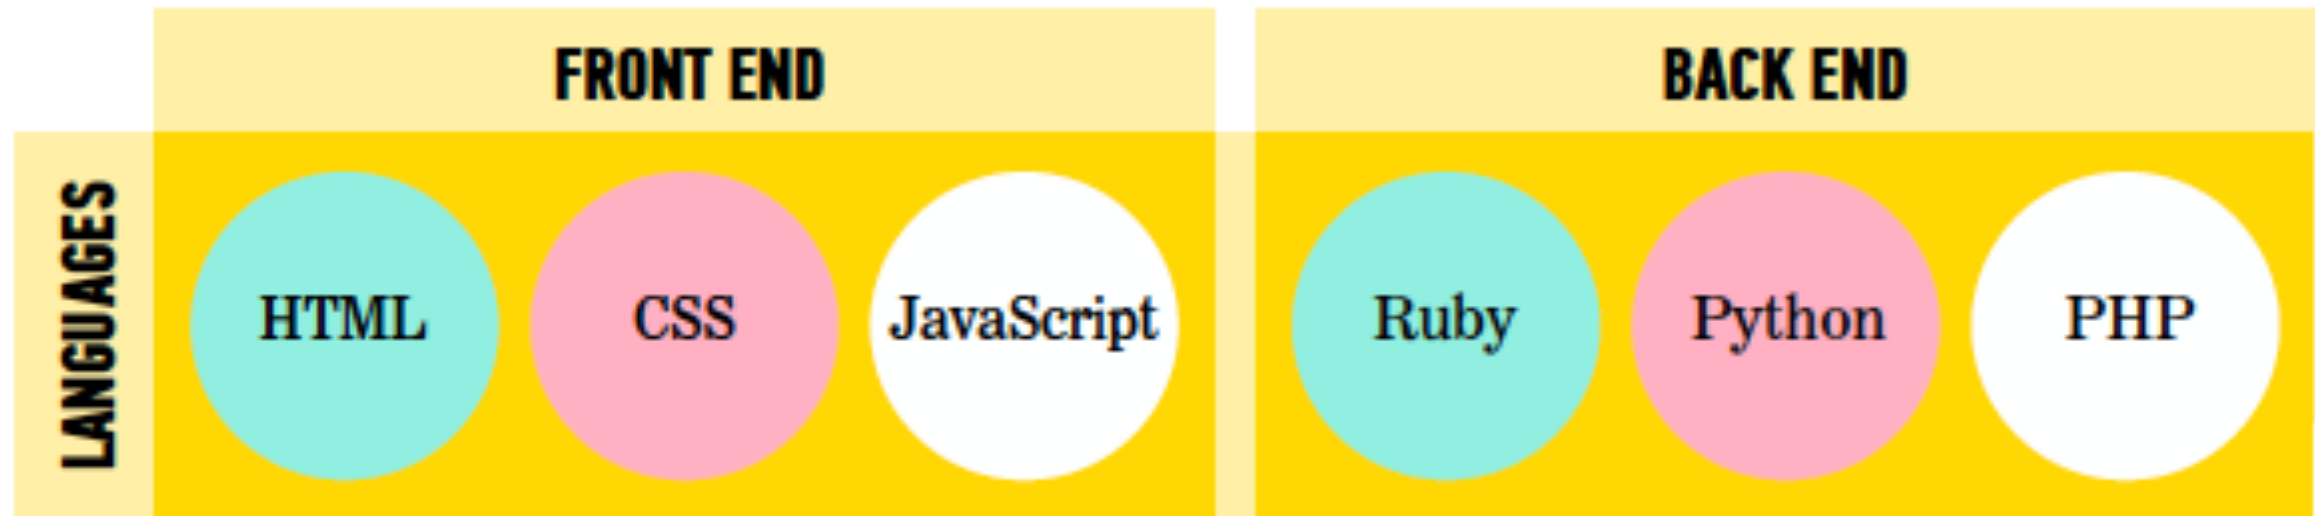 FRONT END
BACK END
LANGUAGES
HTML
CSS
JavaScript
Ruby
Python
PHP